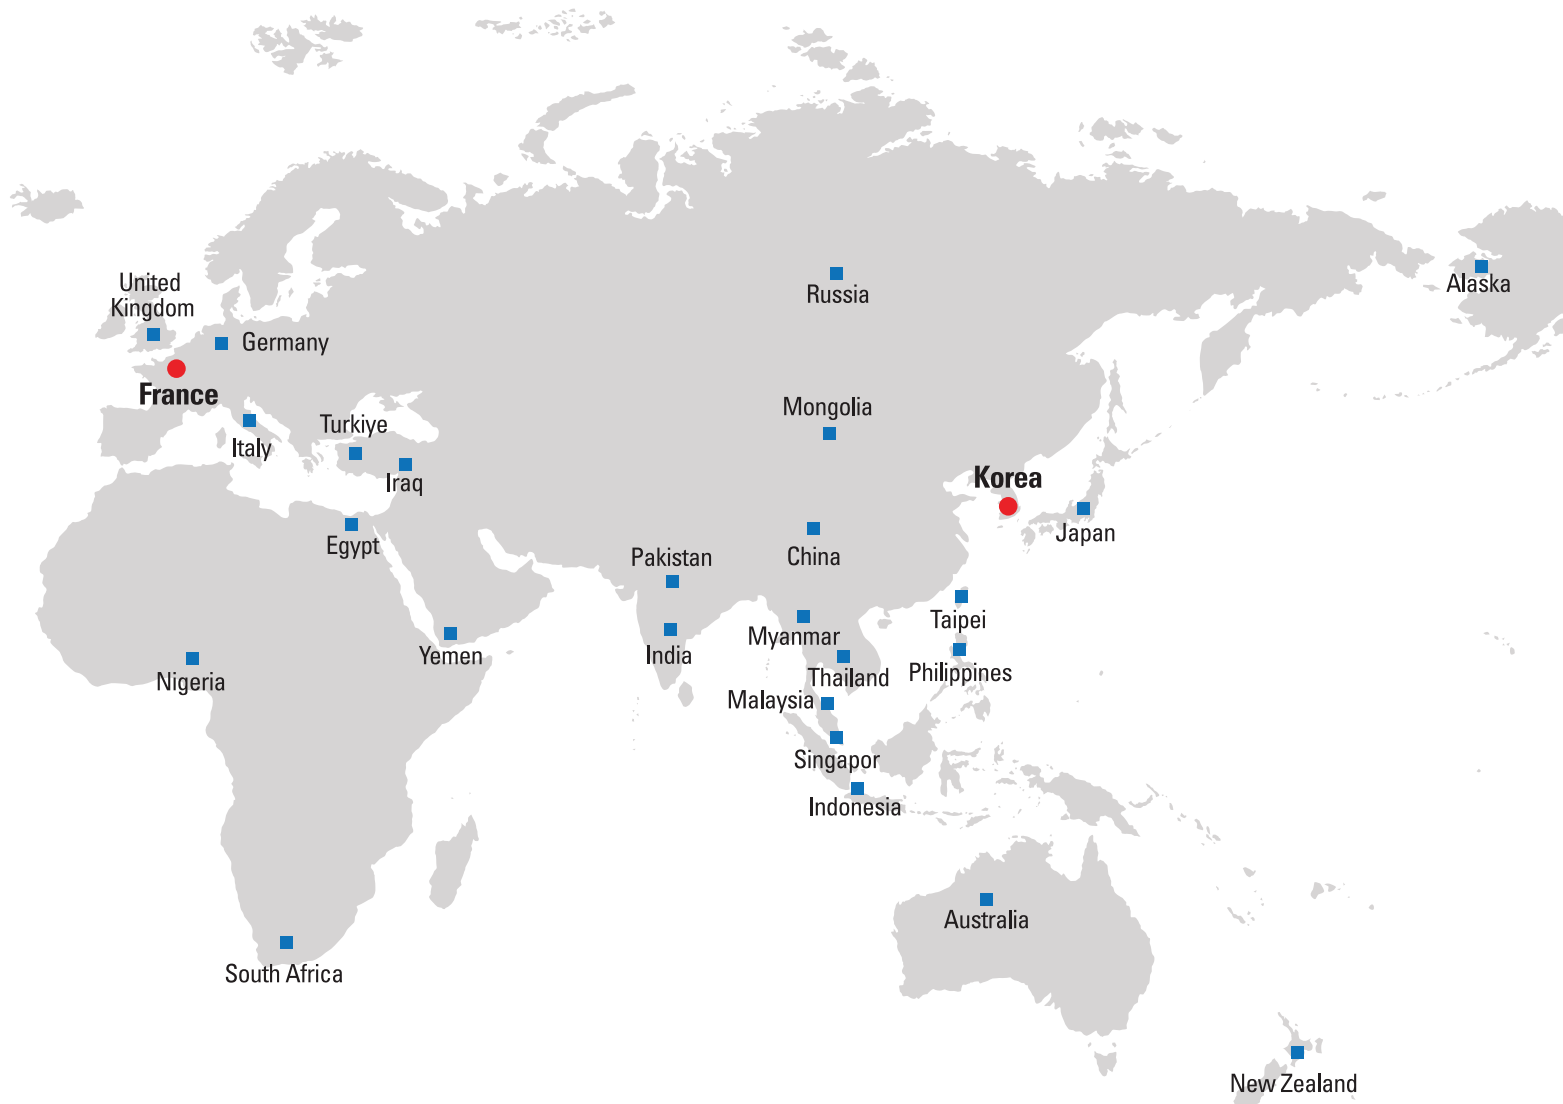 United
Kingdom
Germany
France
Italy
Turkiye
Iraq
Egypt
Yemen
Nigeria
South Africa
Russia
Alaska
Mongolia
Korea
Japan
China
Pakistan
India
Myanmar
Taipei
Thailand
Philippines
Malaysia
Singapor
Indonesia
Australia
New Zealand